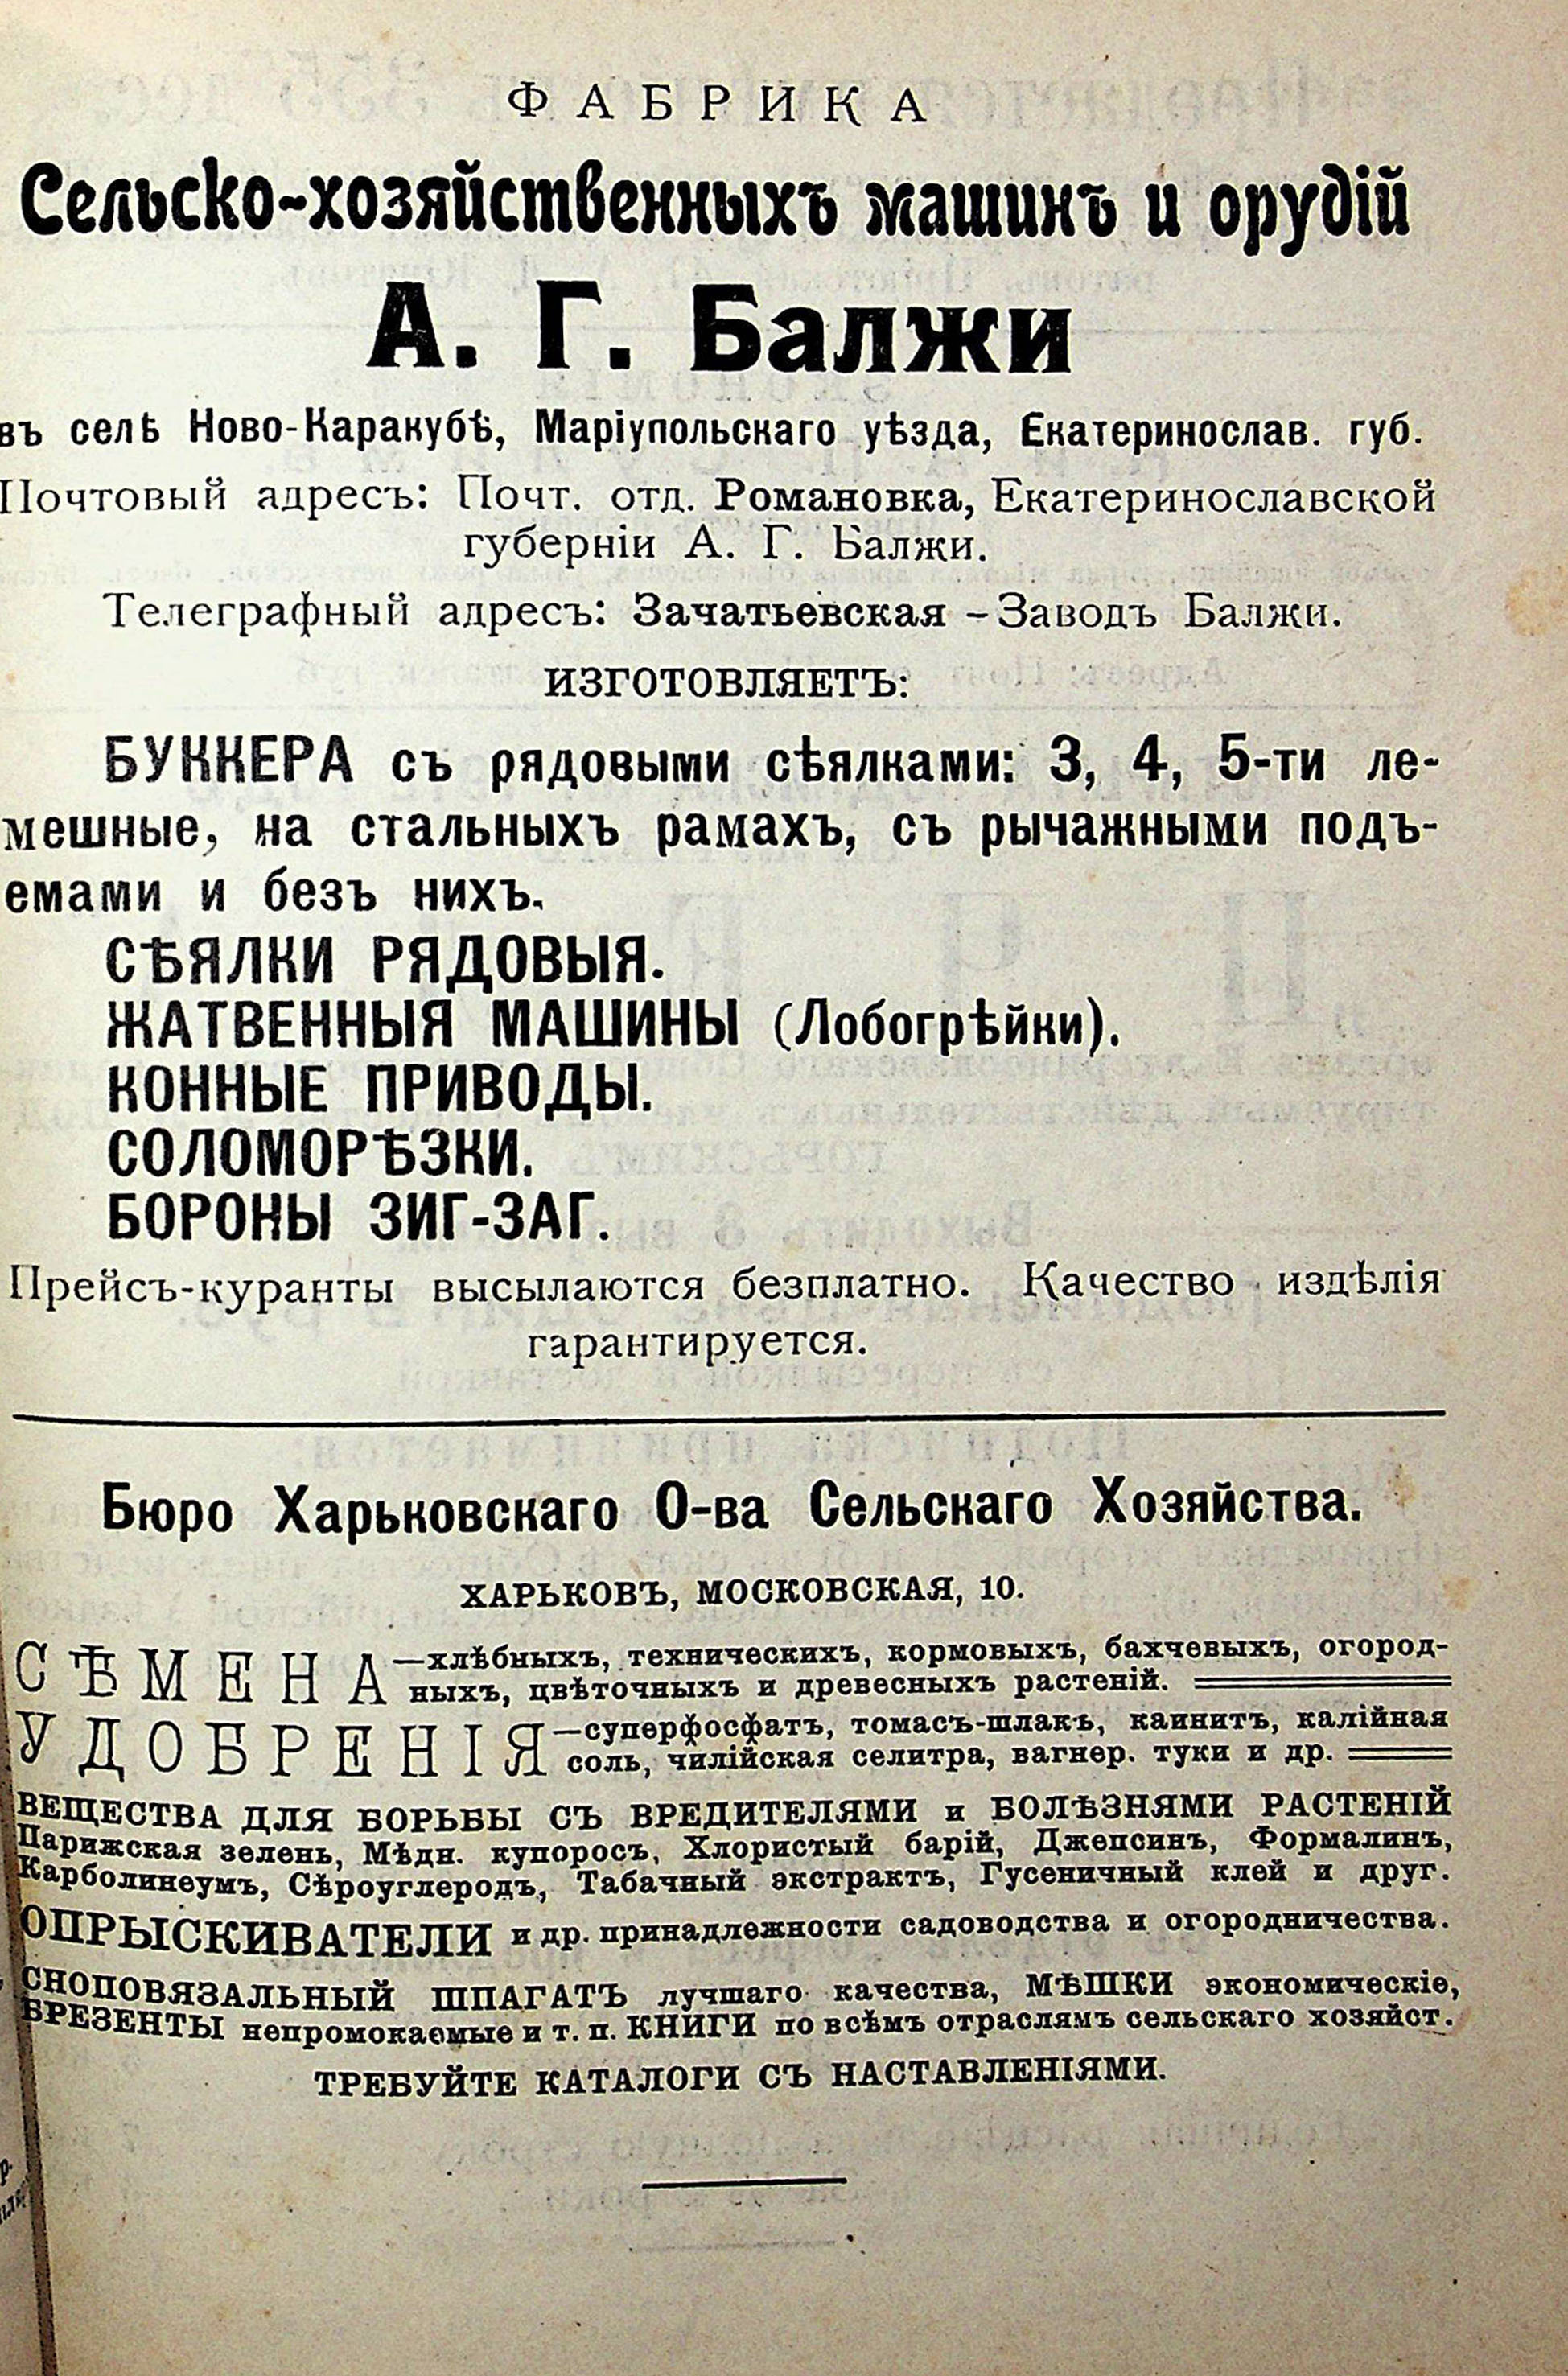 ФАБРИКА
Сельско-хозяйственныхъ машинъ и орудій
А. Г. Балжи
въ селѣ Ново-Каракубѣ, Маріупольскаго уѣзда, Екатеринослав. губ.
Почтовый адресъ: Почт. отд. Романовка, Екатеринославской
губерніи А. Г. Балжи.
Телеграфный адресъ: Зачатьевская - Заводъ Балжи.
ИЗГОТОВЛЯЕТЪ:
БУККЕРА съ рядовыми сѣялками: 3, 4, 5-ти ле-
мешные, на стальныхъ рамахъ, съ рычажными подъ-
емами и безъ нихъ.
СѢЯЛКИ РЯДОВЫЯ.
ЖАТВЕННЫЯ МАШИНЫ (Лобогрѣйки).
КОННЫЕ ПРИВОДЫ.
СОЛОМОРѢЗКИ.
БОРОНЫ ЗИГ-ЗАГ.
Прейсъ-куранты высылаются безплатно. Качество издѣлія
гарантируется.
Бюро Харьковскаго О-ва Сельскаго Хозяйства.
ХАРЬКОВЪ, МОСКОВСКАЯ, 10.
СѢМЕНА—хлѣбныхъ, техническихъ, кормовыхъ, бахчевыхъ, огород-
ныхъ, цвѣточныхъ и древесныхъ растеній.
УДОБРЕНІЯ—суперфосфатъ, томасъ-шлакъ, каинитъ, калійная
соль, чилійская селитра, вагнер. туки и др.
ВЕЩЕСТВА ДЛЯ БОРЬБЫ СЪ ВРЕДИТЕЛЯМИ и БОЛѢЗНЯМИ РАСТЕНІЙ
Парижская зелень, Мѣдн. купоросъ, Хлористый барій, Джепсинъ, Формалинъ,
Карболинеумъ, Сѣроуглеродъ, Табачный экстрактъ, Гусеничный клей и друг.
ОПРЫСКИВАТЕЛИ и др. принадлежности садоводства и огородничества.
СНОПОВЯЗАЛЬНЫЙ ШПАГАТЪ лучшаго качества, МѢШКИ экономическіе,
БРЕЗЕНТЫ непромокаемые и т. п. КНИГИ по всѣмъ отраслямъ сельскаго хозяйст.
ТРЕБУЙТЕ КАТАЛОГИ СЪ НАСТАВЛЕНІЯМИ.